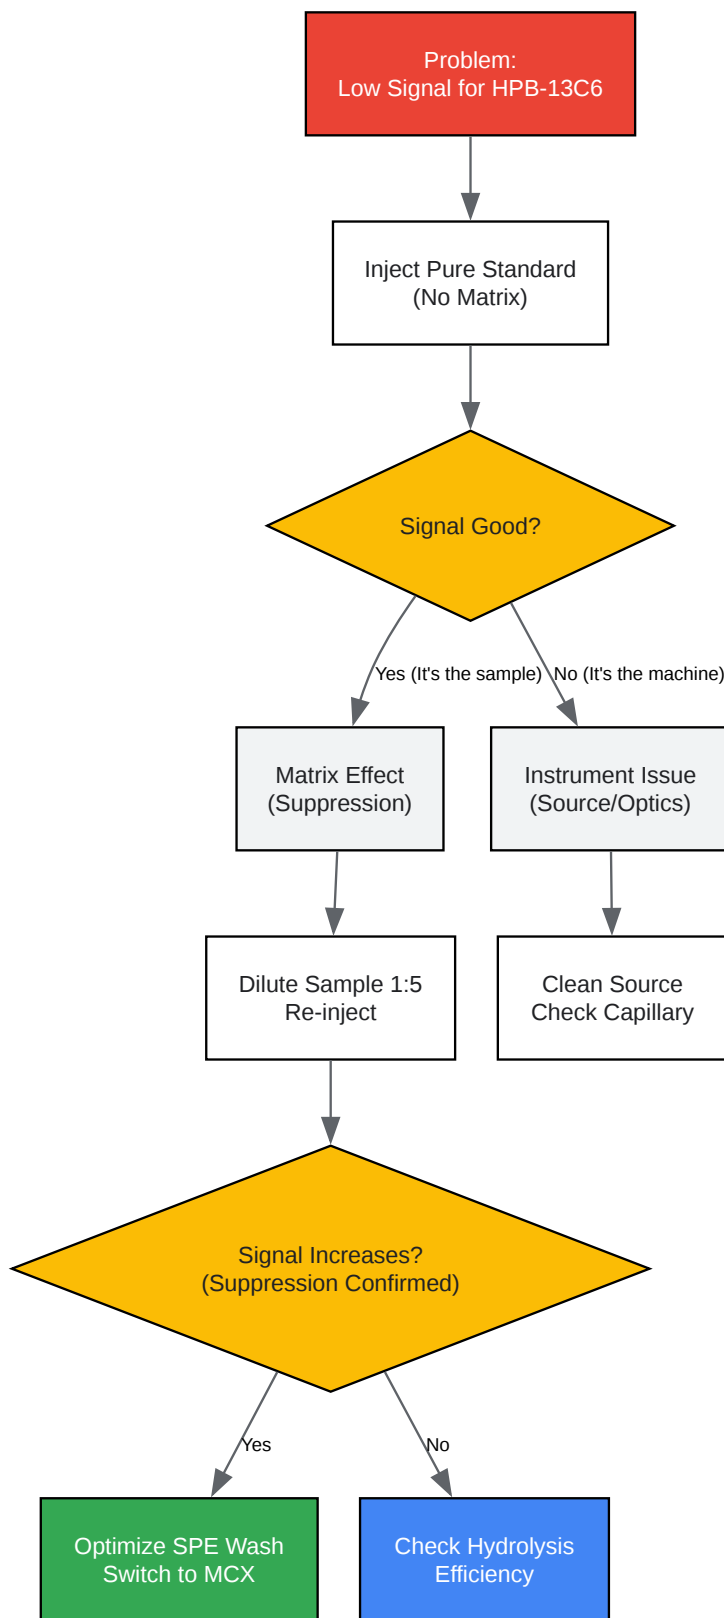 Problem:
Low Signal for HPB-13C6
Inject Pure Standard
(No Matrix)
Signal Good?
Yes (It's the sample)
No (It's the machine)
Matrix Effect
(Suppression)
Instrument Issue
(Source/Optics)
Dilute Sample 1:5
Re-inject
Clean Source
Check Capillary
Signal Increases?
(Suppression Confirmed)
Yes
No
Optimize SPE Wash
Switch to MCX
Check Hydrolysis
Efficiency